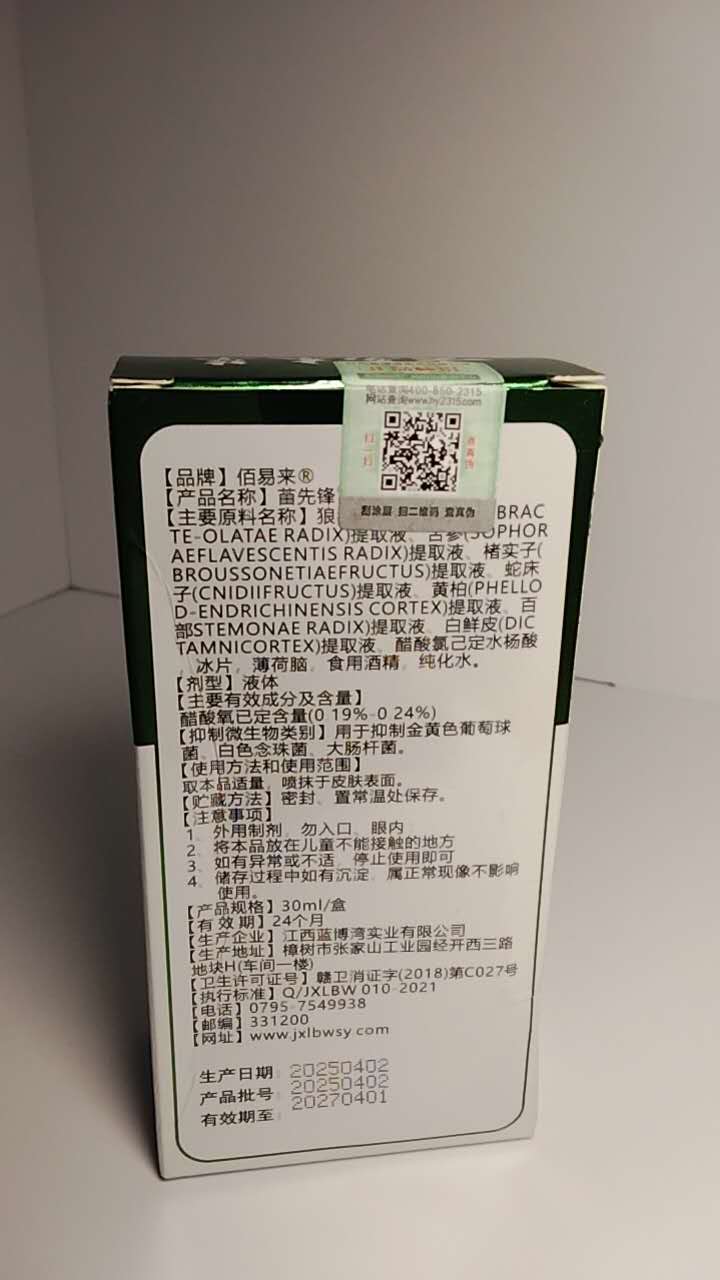 电话查询400-850-2315
网站查询www.hy2315.com
扫一扫
查真伪
刮涂层 扫二维码 查真伪
【品牌】佰易来®
【产品名称】苗先锋
【主要原料名称】狼 BRAC
TE-OLATAE RADIX)提取液、苦参(SOPHOR
AEFLAVESCENTIS RADIX)提取液、楮实子(
BROUSSONETIAEFRUCTUS)提取液、蛇床
子(CNIDIIFRUCTUS)提取液、黄柏(PHELLO
D-ENDRICHINENSIS CORTEX)提取液、百
部STEMONAE RADIX)提取液、白鲜皮(DIC
TAMNICORTEX)提取液、醋酸氯己定水杨酸
、冰片、薄荷脑、食用酒精、纯化水。
【剂型】液体
【主要有效成分及含量】
醋酸氧已定含量(0.19%-0.24%)
【抑制微生物类别】用于抑制金黄色葡萄球
菌、白色念珠菌、大肠杆菌。
【使用方法和使用范围】
取本品适量，喷抹于皮肤表面。
【贮藏方法】密封、置常温处保存。
【注意事项】
1、外用制剂，勿入口、眼内
2、将本品放在儿童不能接触的地方
3、如有异常或不适，停止使用即可
4、储存过程中如有沉淀，属正常现像不影响
使用。
【产品规格】30ml/盒
【有 效 期】24个月
【生产企业】江西蓝博湾实业有限公司
【生产地址】樟树市张家山工业园经开西三路
地块H(车间一楼)
【卫生许可证号】赣卫消证字(2018)第C027号
【执行标准】Q/JXLBW 010-2021
【电话】0795-7549938
【邮编】331200
【网址】www.jxlbwsy.com
生产日期：20250402
产品批号：20250402
有效期至：20270401